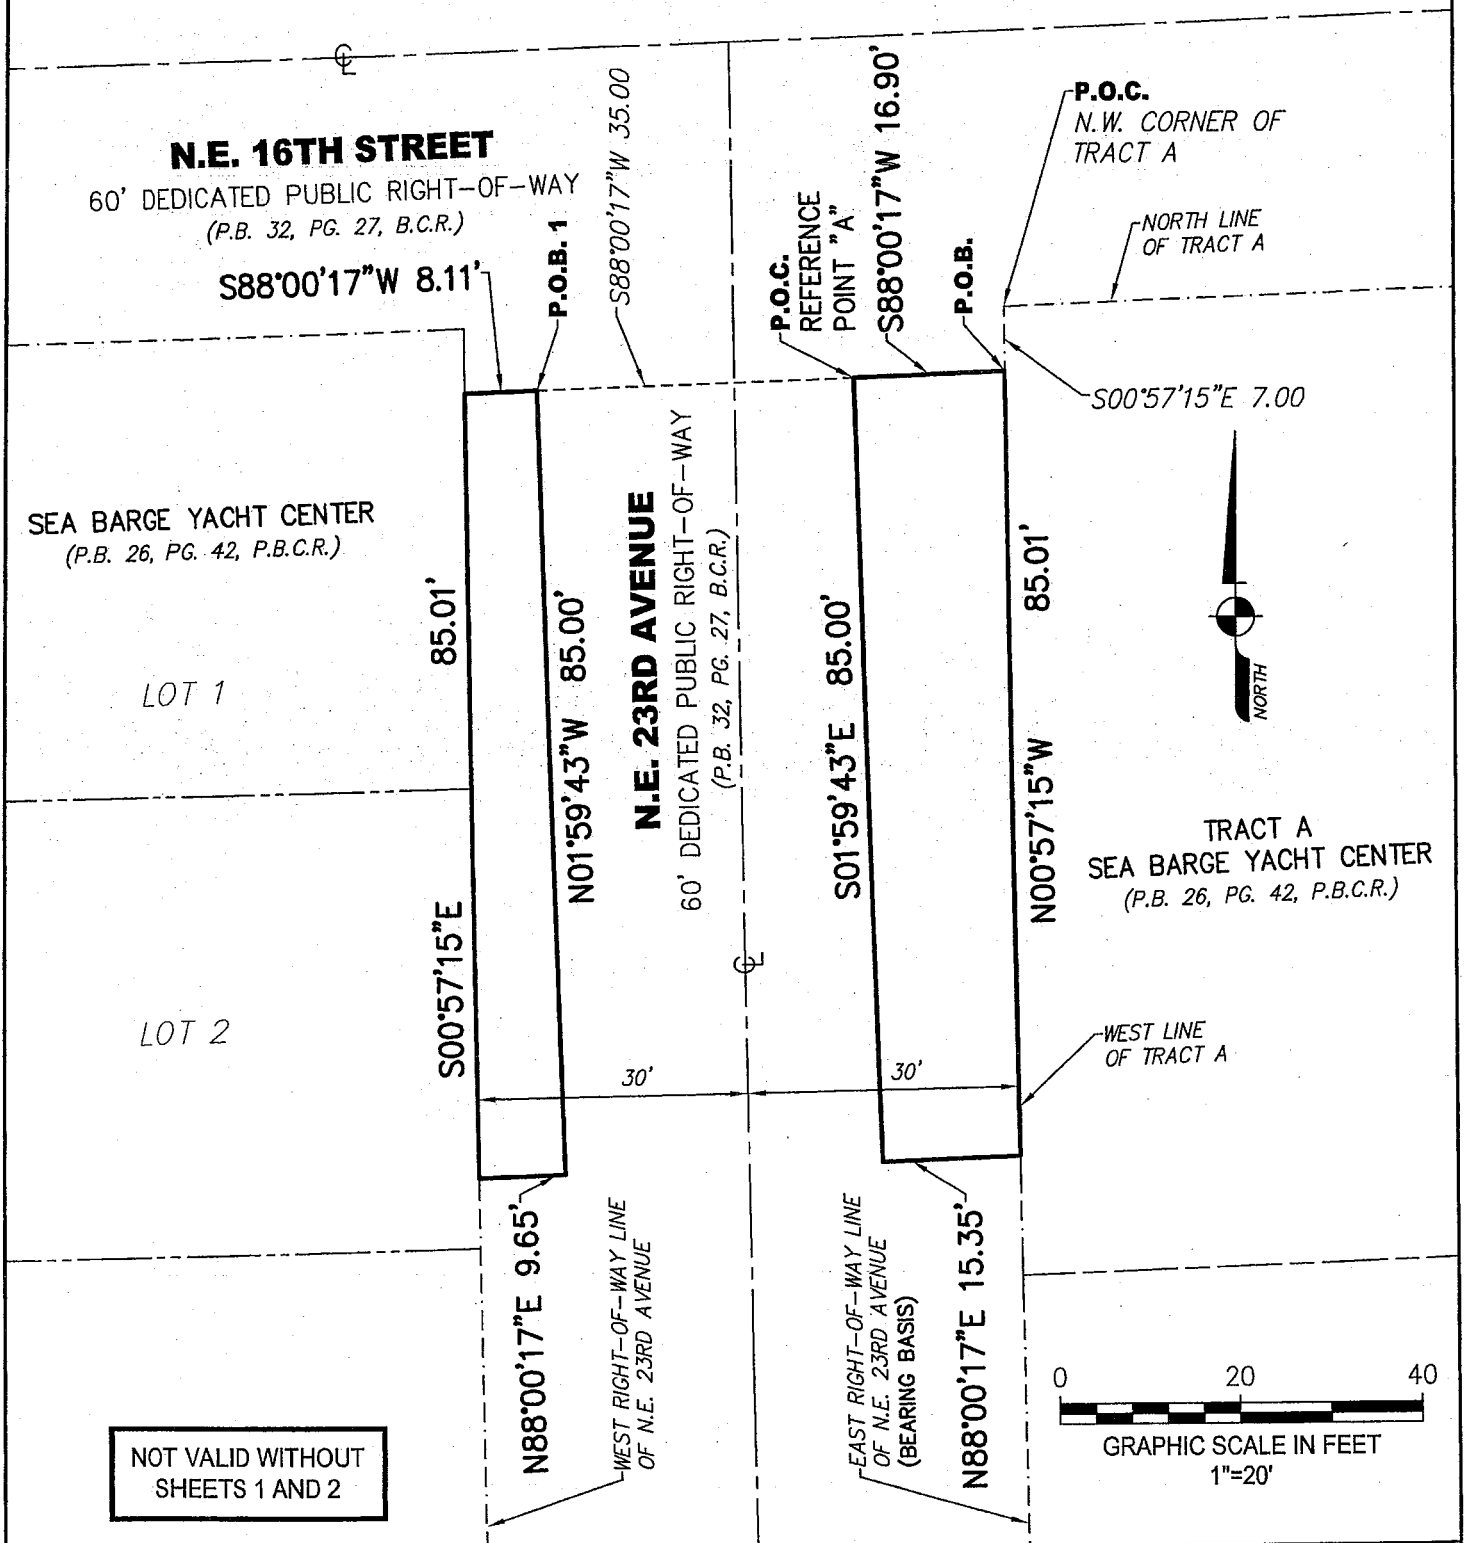 ℄
N.E. 16TH STREET
60' DEDICATED PUBLIC RIGHT-OF-WAY
(P.B. 32, PG. 27, B.C.R.)
S88°00'17"W 8.11'
P.O.B. 1
S88°00'17"W 35.00
P.O.C.
REFERENCE
POINT "A"
S88°00'17"W 16.90'
P.O.B.
P.O.C.
N.W. CORNER OF
TRACT A
NORTH LINE
OF TRACT A
S00°57'15"E 7.00
SEA BARGE YACHT CENTER
(P.B. 26, PG. 42, P.B.C.R.)
LOT 1
LOT 2
S00°57'15"E 85.01'
N01°59'43"W 85.00'
N.E. 23RD AVENUE
60' DEDICATED PUBLIC RIGHT-OF-WAY
(P.B. 32, PG. 27, B.C.R.)
℄
S01°59'43"E 85.00'
N00°57'15"W 85.01'
NORTH
TRACT A
SEA BARGE YACHT CENTER
(P.B. 26, PG. 42, P.B.C.R.)
WEST LINE
OF TRACT A
30'
30'
N88°00'17"E 9.65'
WEST RIGHT-OF-WAY LINE
OF N.E. 23RD AVENUE
EAST RIGHT-OF-WAY LINE
OF N.E. 23RD AVENUE
(BEARING BASIS)
N88°00'17"E 15.35'
0 20 40
GRAPHIC SCALE IN FEET
1"=20'
NOT VALID WITHOUT
SHEETS 1 AND 2